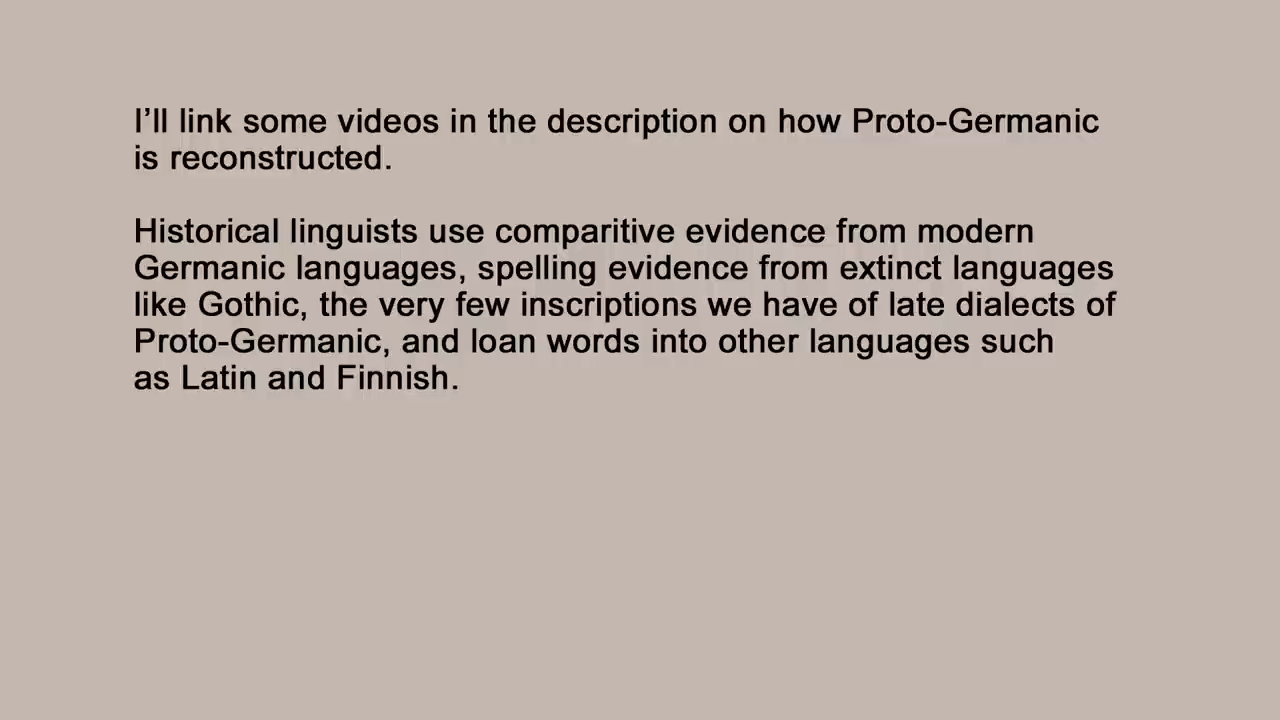 I’ll link some videos in the description on how Proto-Germanic
is reconstructed.
Historical linguists use comparitive evidence from modern
Germanic languages, spelling evidence from extinct languages
like Gothic, the very few inscriptions we have of late dialects of
Proto-Germanic, and loan words into other languages such
as Latin and Finnish.